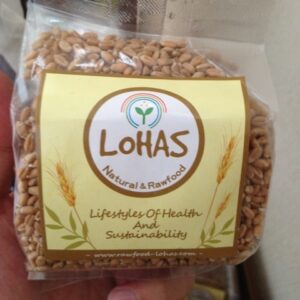 LOHAS
Natural & Rawfood
Lifestyles Of Health
And
Sustainability
www.rawfood-lohas.com